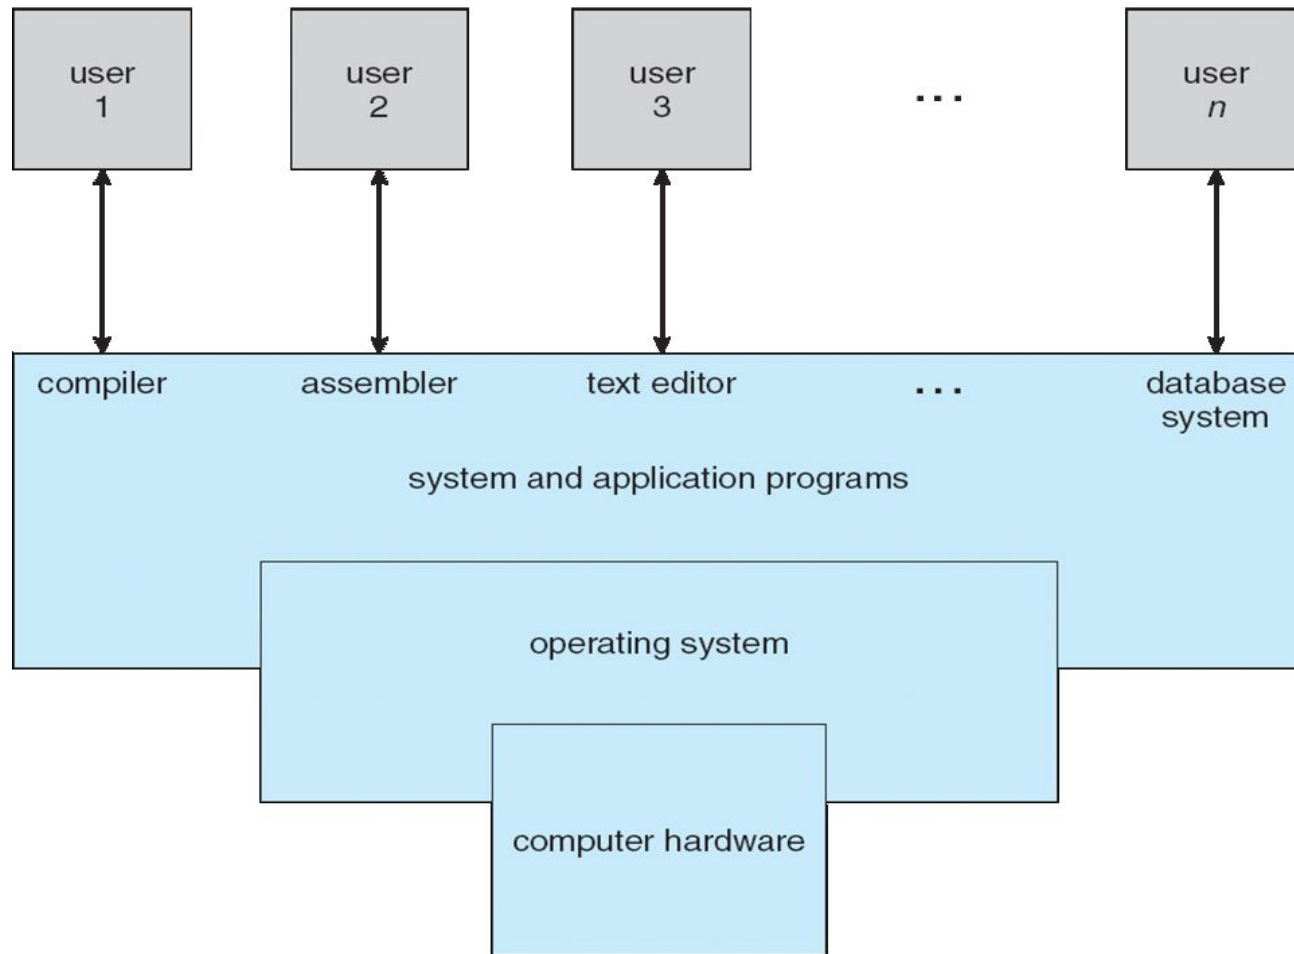 user
1
user
2
user
3
...
user
n
compiler
assembler
text editor
...
database
system
system and application programs
operating system
computer hardware